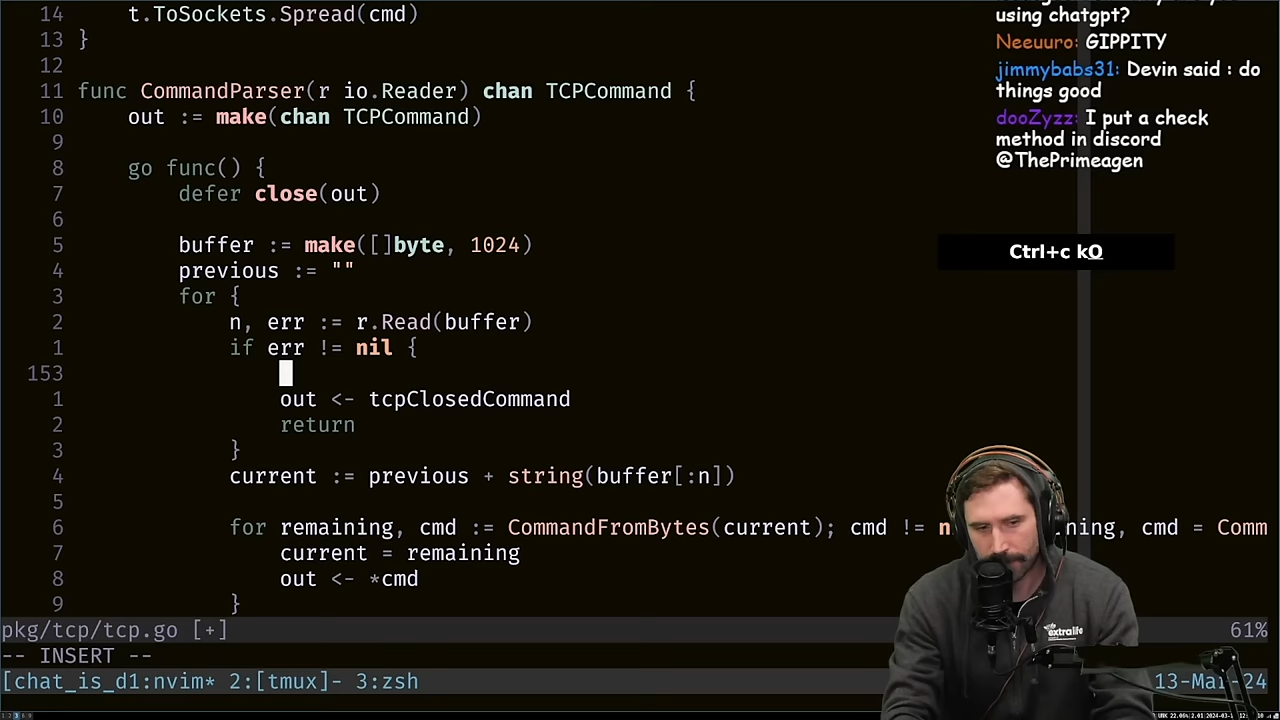 14 t.ToSockets.Spread(cmd)
13 }
12
11 func CommandParser(r io.Reader) chan TCPCommand {
10 out := make(chan TCPCommand)
9
8 go func() {
7 defer close(out)
6
5 buffer := make([]byte, 1024)
4 previous := ""
3 for {
2 n, err := r.Read(buffer)
1 if err != nil {
153
1 out <- tcpClosedCommand
2 return
3 }
4 current := previous + string(buffer[:n])
5
6 for remaining, cmd := CommandFromBytes(current); cmd != n ning, cmd = Comm
7 current = remaining
8 out <- *cmd
9 }
pkg/tcp/tcp.go [+] 61%
-- INSERT --
[chat_is_d1:nvim* 2:[tmux]- 3:zsh 13-Mar-24
using chatgpt?
Neeuuro: GIPPITY
jimmybabs31: Devin said : do
things good
dooZyzz: I put a check
method in discord
@ThePrimeagen
Ctrl+c kO
extralife